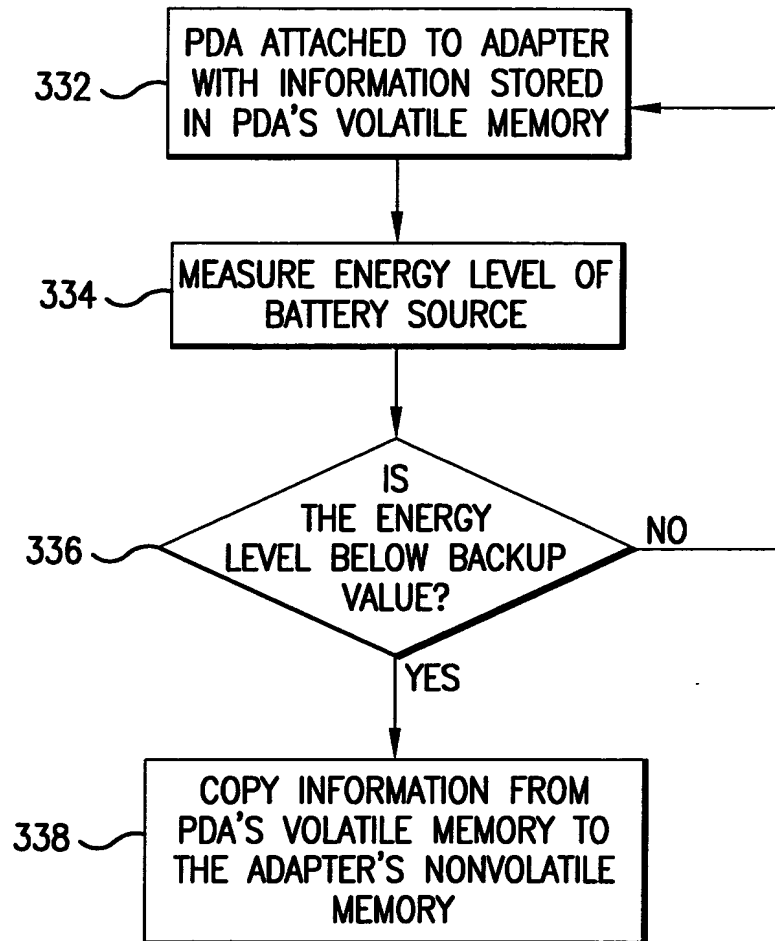 PDA ATTACHED TO ADAPTER
332 WITH INFORMATION STORED
IN PDA'S VOLATILE MEMORY
334 MEASURE ENERGY LEVEL OF
BATTERY SOURCE
IS
THE ENERGY
336 LEVEL BELOW BACKUP
VALUE?
NO
YES
COPY INFORMATION FROM
338 PDA'S VOLATILE MEMORY TO
THE ADAPTER'S NONVOLATILE
MEMORY